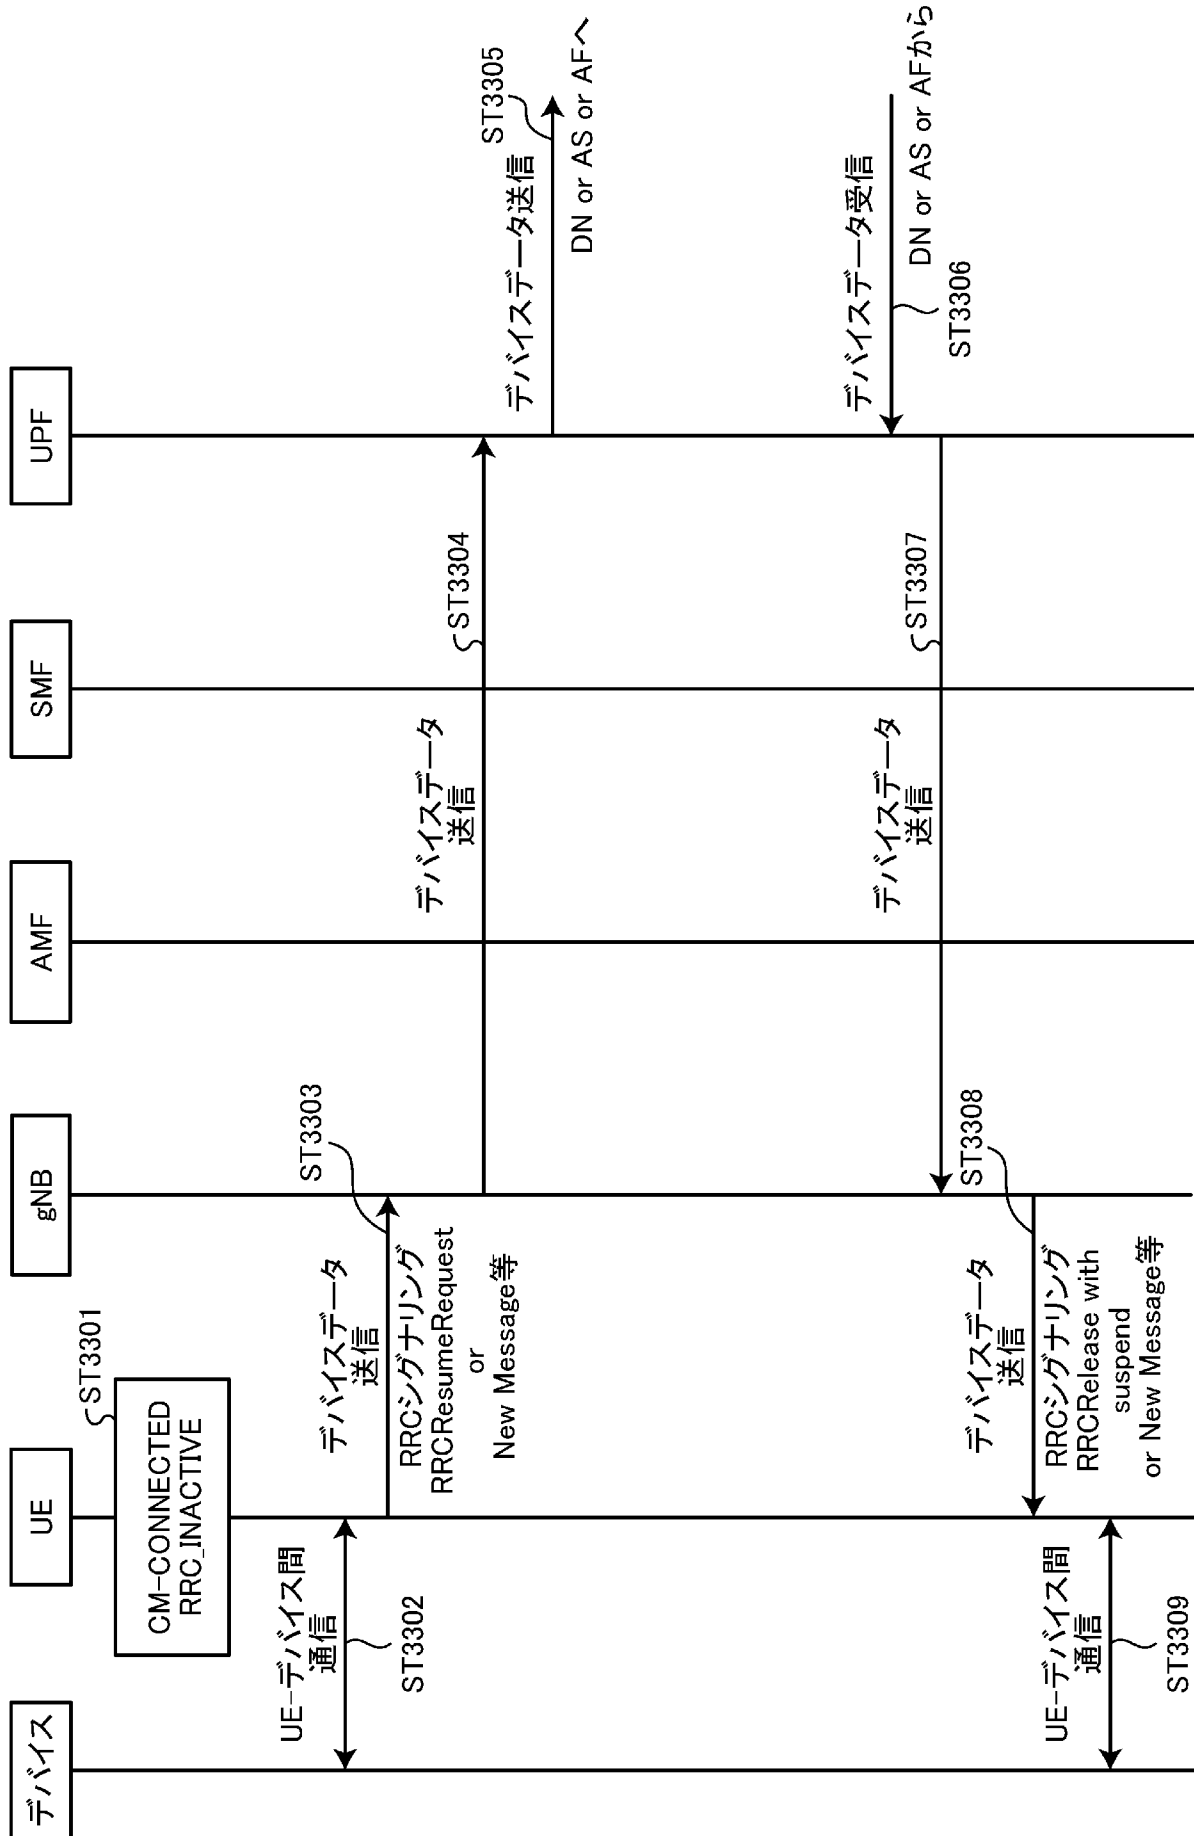 デバイス
UE
gNB
AMF
SMF
UPF
CM-CONNECTED
RRC_INACTIVE
ST3301
UE-デバイス間
通信
ST3302
デバイスデータ
送信
RRCシグナリング
RRCResumeRequest
or
New Message等
ST3303
デバイスデータ
送信
ST3304
デバイスデータ送信
ST3305
DN or AS or AFへ
デバイスデータ受信
DN or AS or AFから
ST3306
デバイスデータ
送信
ST3307
デバイスデータ
送信
RRCシグナリング
RRCRelease with
suspend
or New Message等
ST3308
UE-デバイス間
通信
ST3309